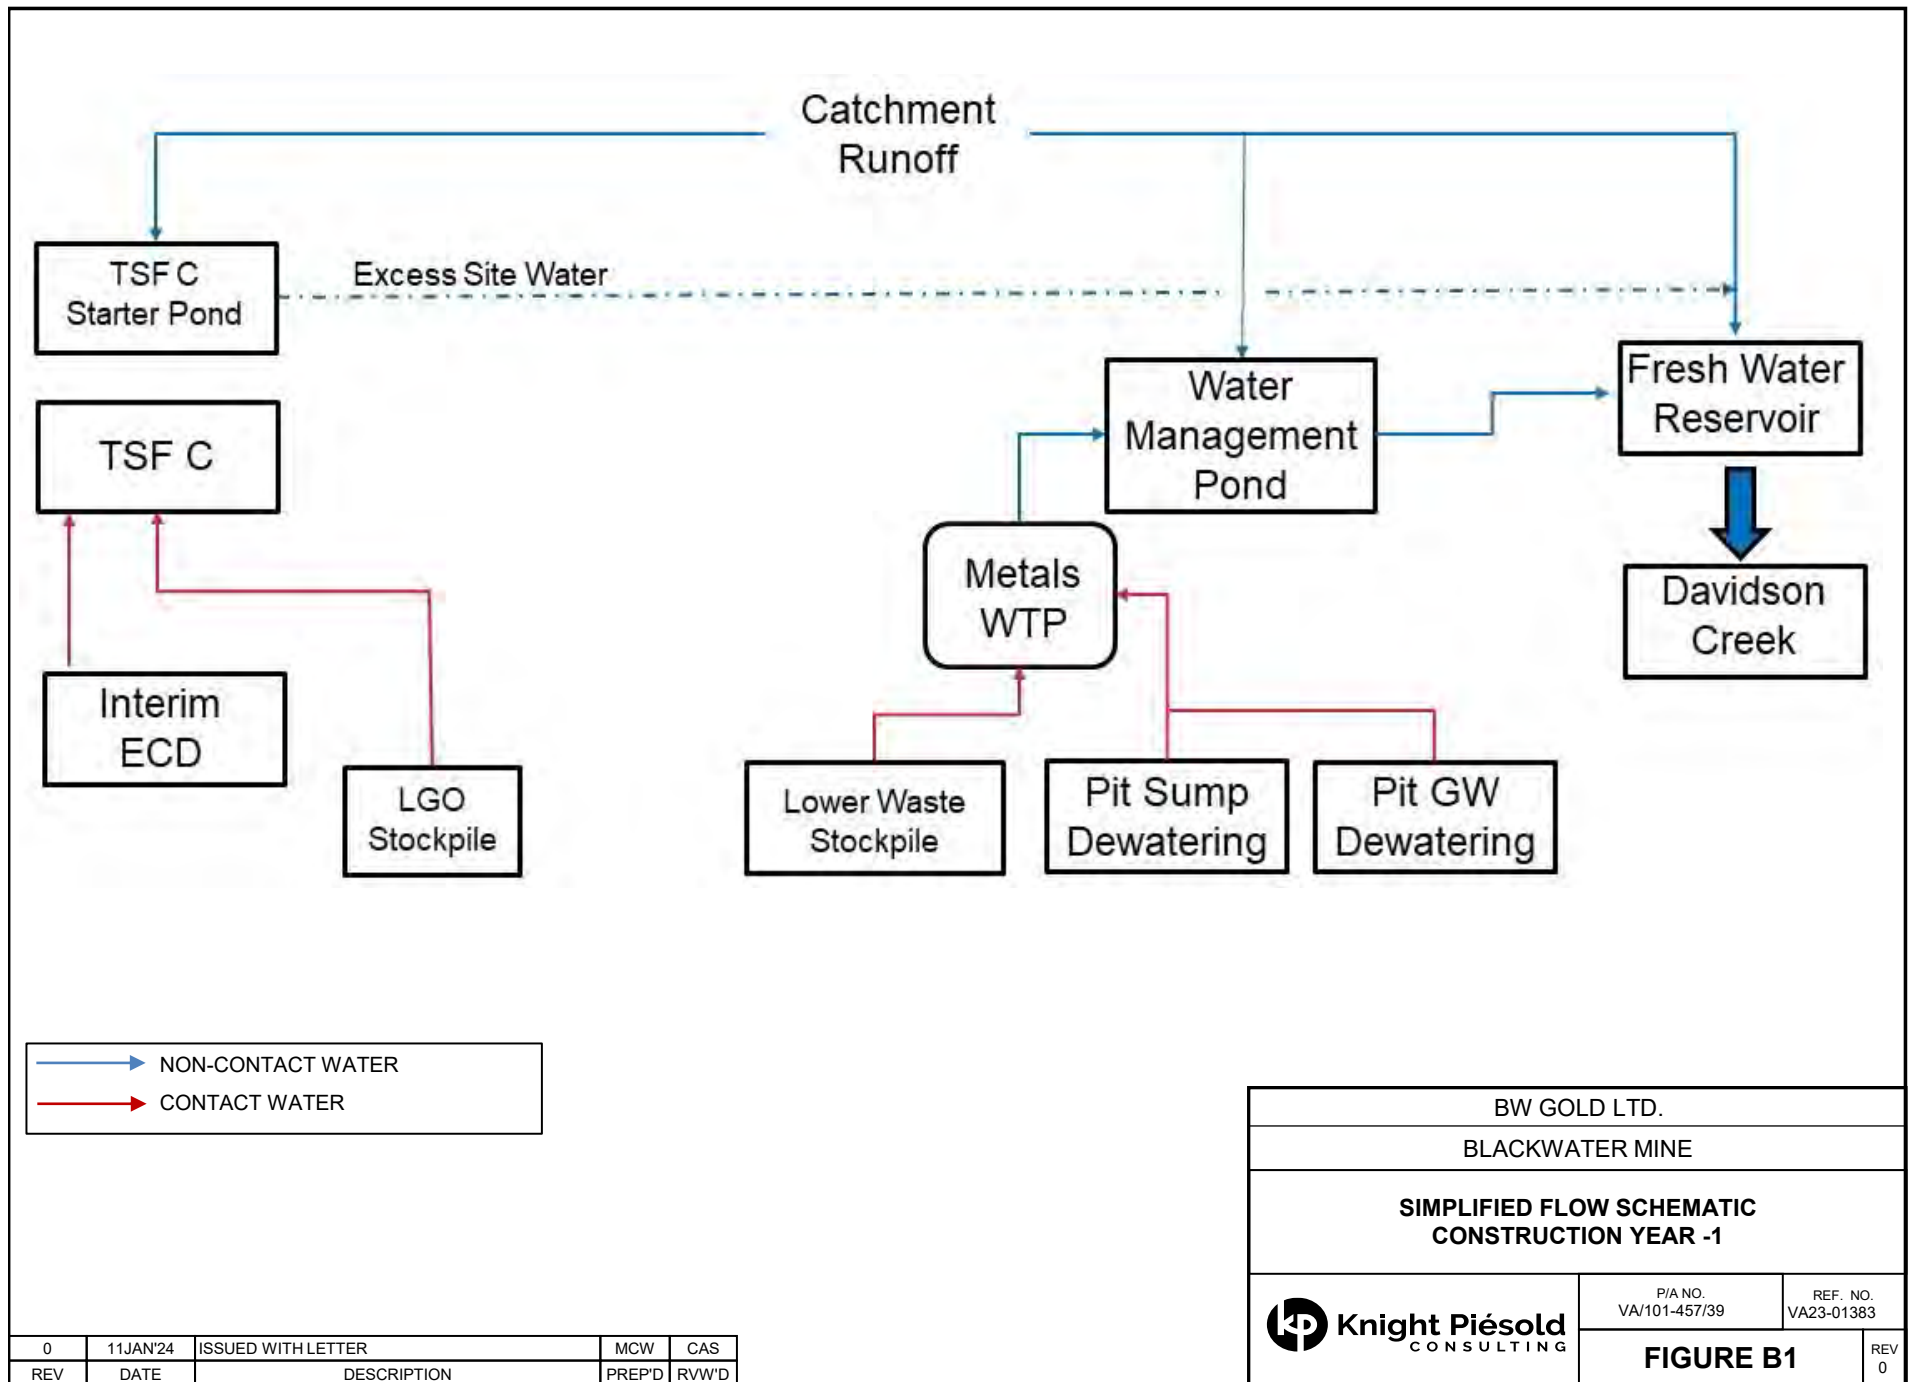 Catchment
Runoff
TSF C
Starter Pond
Excess Site Water
TSF C
Water
Management
Pond
Fresh Water
Reservoir
Metals
WTP
Davidson
Creek
Interim
ECD
LGO
Stockpile
Lower Waste
Stockpile
Pit Sump
Dewatering
Pit GW
Dewatering
NON-CONTACT WATER
CONTACT WATER
BW GOLD LTD.
BLACKWATER MINE
SIMPLIFIED FLOW SCHEMATIC
CONSTRUCTION YEAR -1
kp Knight Piésold
CONSULTING
P/A NO.
VA/101-457/39
REF. NO.
VA23-01383
FIGURE B1
REV
0
0 11JAN'24 ISSUED WITH LETTER MCW CAS
REV DATE DESCRIPTION PREP'D RVW'D